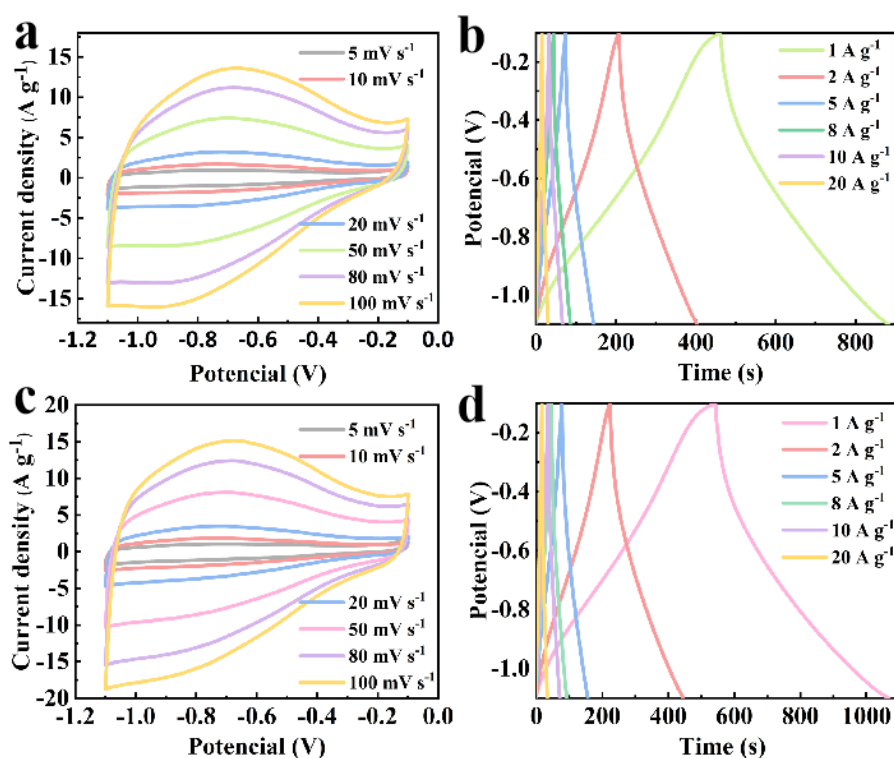 a
5 mV s⁻¹
10 mV s⁻¹
20 mV s⁻¹
50 mV s⁻¹
80 mV s⁻¹
100 mV s⁻¹
Current density (A g⁻¹)
15
10
5
0
-5
-10
-15
-1.2 -1.0 -0.8 -0.6 -0.4 -0.2 0.0
Potencial (V)
b
1 A g⁻¹
2 A g⁻¹
5 A g⁻¹
8 A g⁻¹
10 A g⁻¹
20 A g⁻¹
Potencial (V)
-0.2
-0.4
-0.6
-0.8
-1.0
0 200 400 600 800
Time (s)
c
5 mV s⁻¹
10 mV s⁻¹
20 mV s⁻¹
50 mV s⁻¹
80 mV s⁻¹
100 mV s⁻¹
Current density (A g⁻¹)
20
15
10
5
0
-5
-10
-15
-20
-1.2 -1.0 -0.8 -0.6 -0.4 -0.2 0.0
Potencial (V)
d
1 A g⁻¹
2 A g⁻¹
5 A g⁻¹
8 A g⁻¹
10 A g⁻¹
20 A g⁻¹
Potencial (V)
-0.2
-0.4
-0.6
-0.8
-1.0
0 200 400 600 800 1000
Time (s)